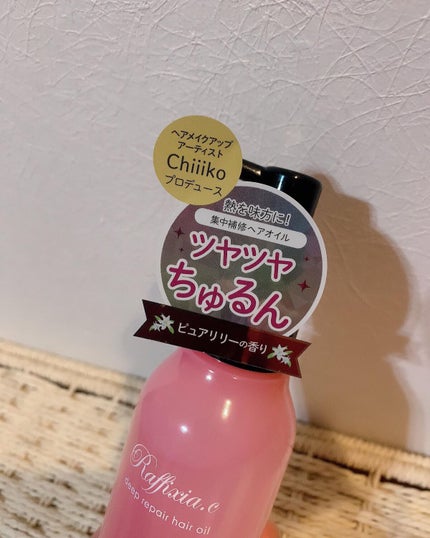 ヘアメイクアップ
アーティスト
Chiiiko
プロデュース
熱を味方に!
集中補修ヘアオイル
ツヤツヤ
ちゅるん
ピュアリリーの香り
Raffixia.c
deep repair hair oil